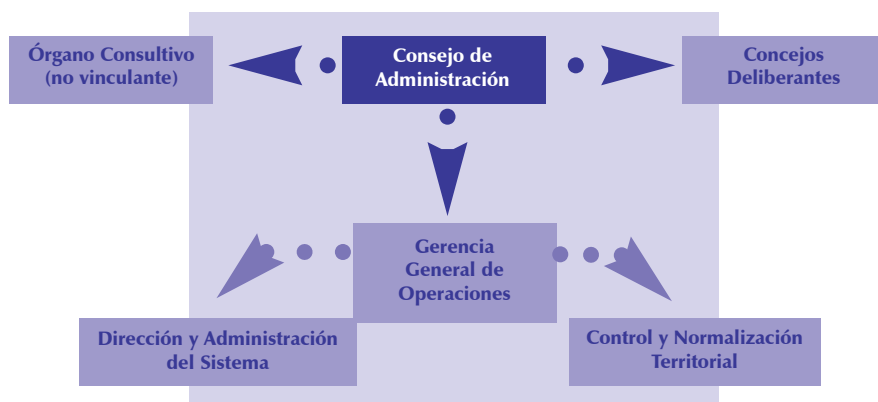 Órgano Consultivo
(no vinculante)
Consejo de
Administración
Concejos
Deliberantes
Gerencia
General de
Operaciones
Dirección y Administración
del Sistema
Control y Normalización
Territorial